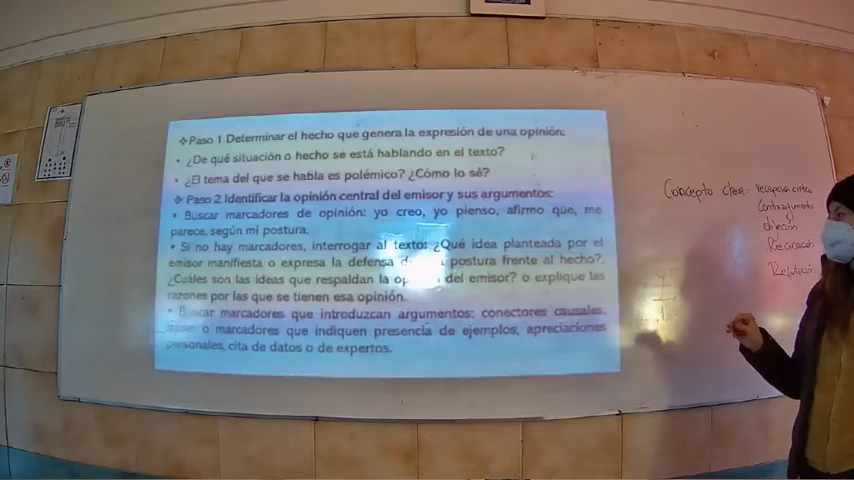 ❖Paso 1 Determinar el hecho que genera la expresión de una opinión:
• ¿De qué situación o hecho se está hablando en el texto?
• ¿El tema del que se habla es polémico? ¿Cómo lo sé?
❖ Paso 2 Identificar la opinión central del emisor y sus argumentos:
• Buscar marcadores de opinión: yo creo, yo pienso, afirmo que, me
parece, según mi postura.
• Si no hay marcadores, interrogar al texto: ¿Qué idea planteada por el
emisor manifiesta o expresa la defensa postura frente al hecho?.
¿Cuáles son las ideas que respaldan la del emisor? o explique las
razones por las que se tienen esa opinión.
• Buscar marcadores que introduzcan argumentos: conectores causales,
frases o marcadores que indiquen presencia de ejemplos, apreciaciones
personales, cita de datos o de expertos.
Concepto clave:
Contraargumento
objeción